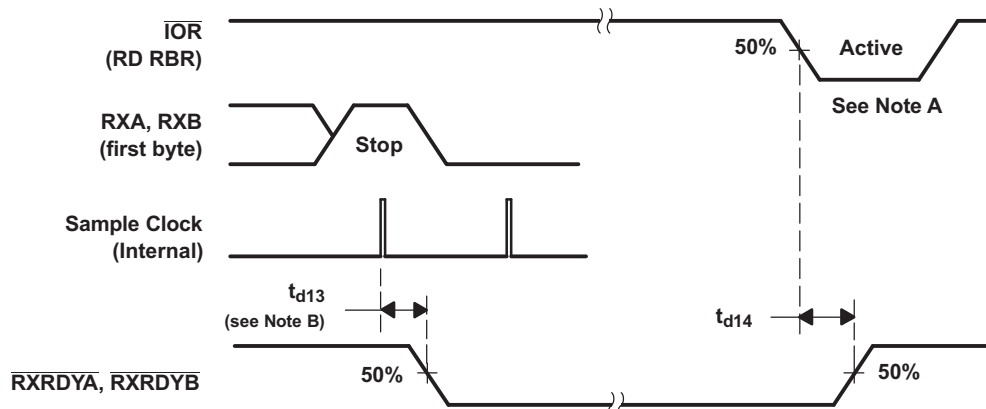 IOR
(RD RBR)
50%
Active
See Note A
RXA, RXB
(first byte)
Stop
Sample Clock
(Internal)
td13
(see Note B)
td14
RXRDYA, RXRDYB
50%
50%